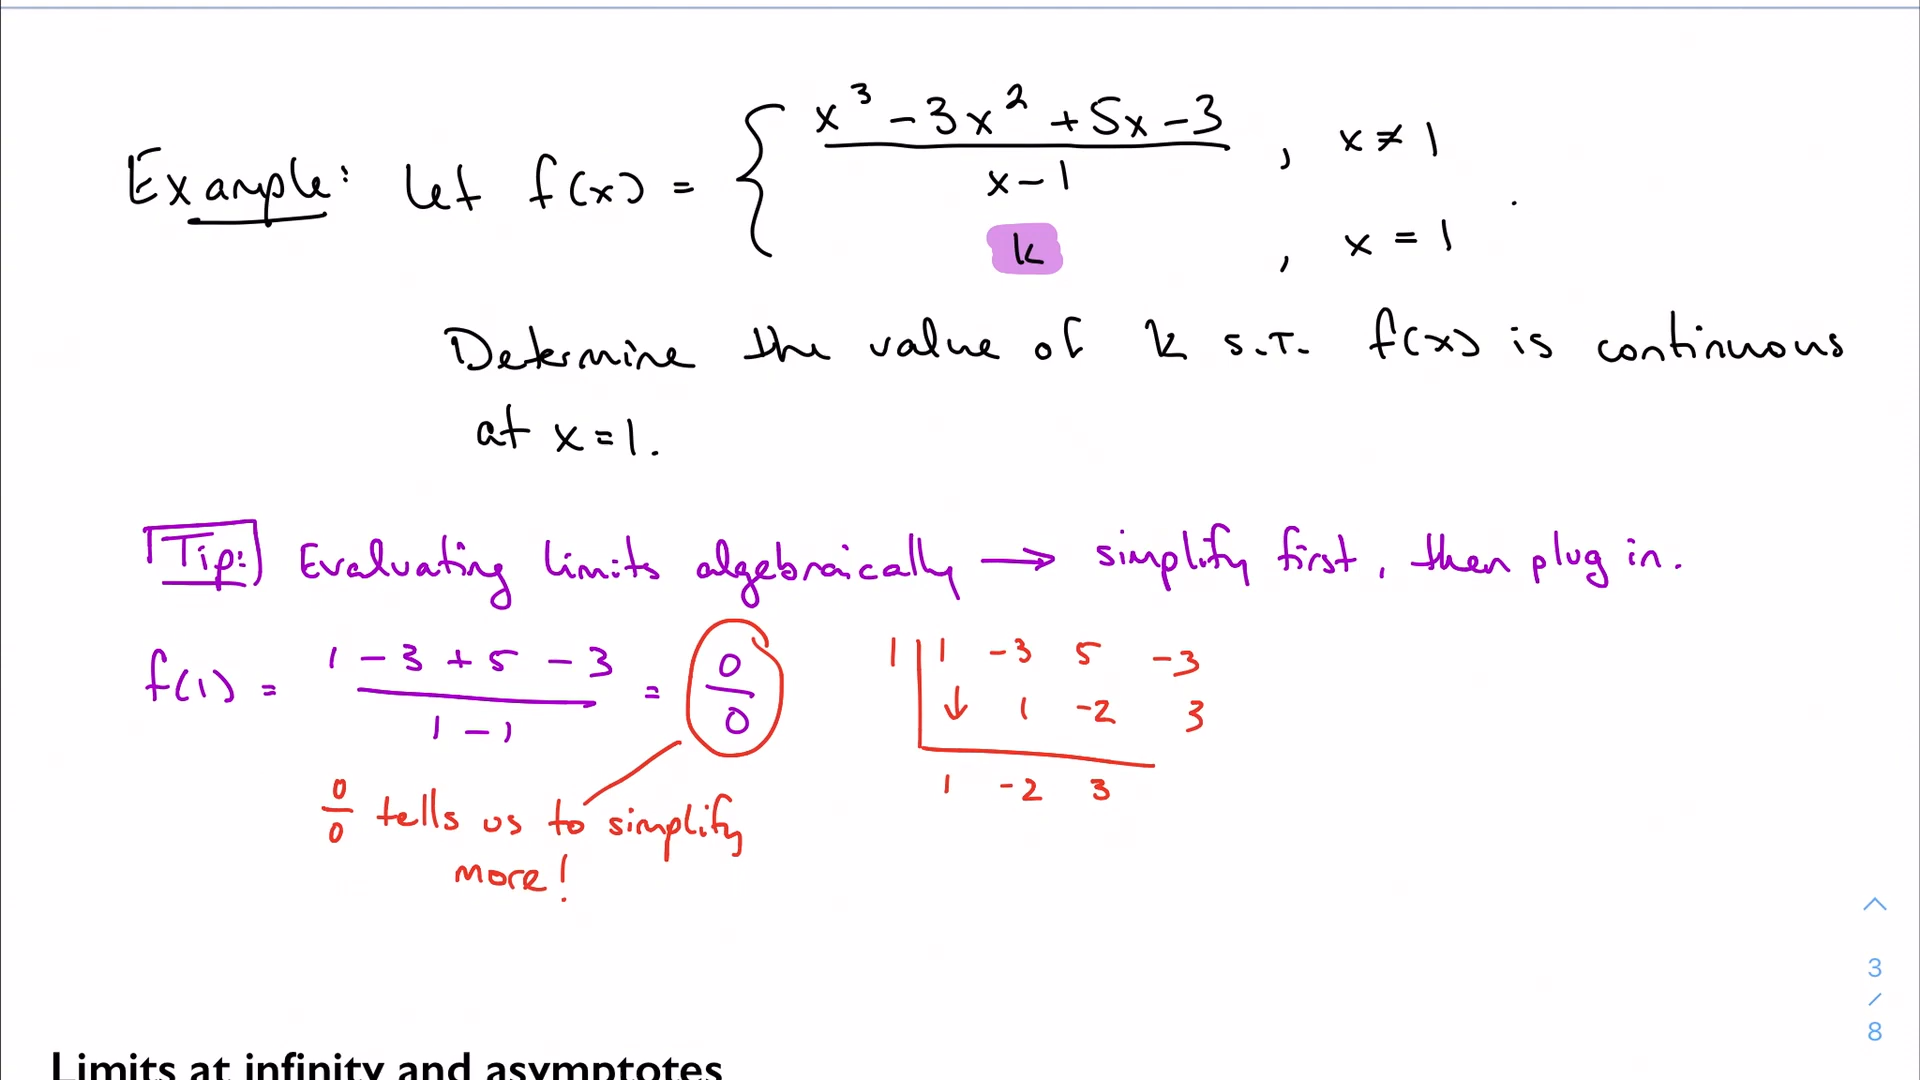 Example: Let f(x) = { x³ - 3x² + 5x - 3 / x - 1 , x ≠ 1
k , x = 1
Determine the value of k s.t. f(x) is continuous
at x = 1.
Tip: Evaluating limits algebraically → simplify first, then plug in.
f(1) = 1 - 3 + 5 - 3 / 1 - 1 = 0/0
1 | 1 -3 5 -3
↓ 1 -2 3
1 -2 3
0/0 tells us to simplify
more!
3
/
8
Limits at infinity and asymptotes